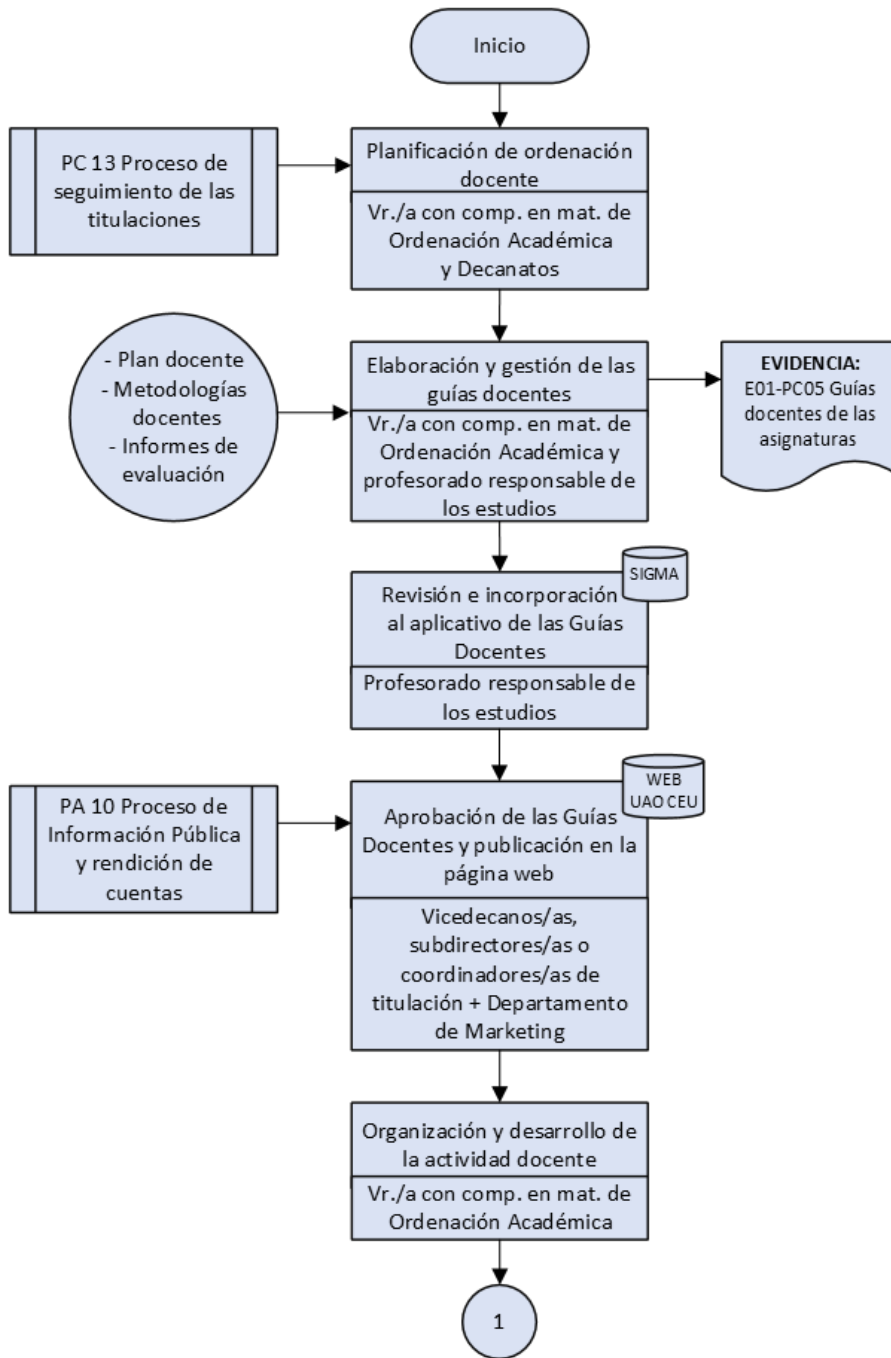 Inicio
PC 13 Proceso de
seguimiento de las
titulaciones
Planificación de ordenación
docente
Vr./a con comp. en mat. de
Ordenación Académica
y Decanatos
- Plan docente
- Metodologías
docentes
- Informes de
evaluación
Elaboración y gestión de las
guías docentes
Vr./a con comp. en mat. de
Ordenación Académica y
profesorado responsable de
los estudios
EVIDENCIA:
E01-PC05 Guías
docentes de las
asignaturas
SIGMA
Revisión e incorporación
al aplicativo de las Guías
Docentes
Profesorado responsable de
los estudios
WEB
UAO CEU
PA 10 Proceso de
Información Pública
y rendición de
cuentas
Aprobación de las Guías
Docentes y publicación en la
página web
Vicedecanos/as,
subdirectores/as o
coordinadores/as de
titulación + Departamento
de Marketing
Organización y desarrollo de
la actividad docente
Vr./a con comp. en mat. de
Ordenación Académica
1